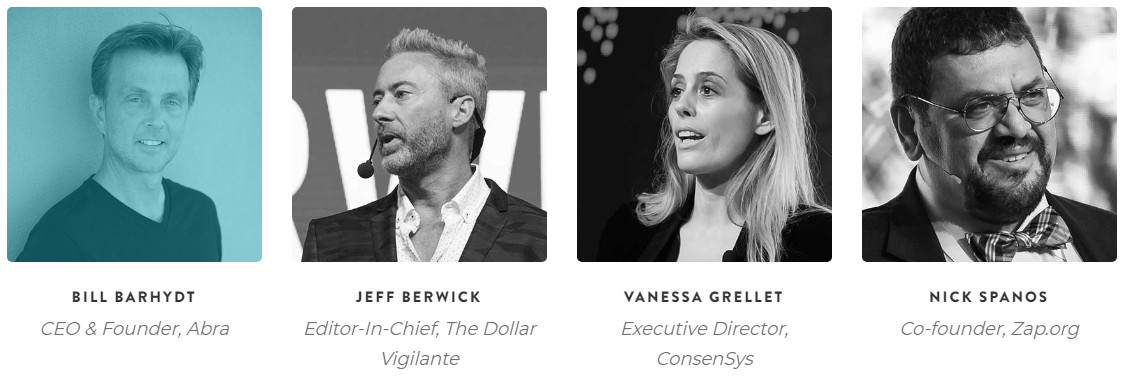 BILL BARHYDT
CEO & Founder, Abra
JEFF BERWICK
Editor-In-Chief, The Dollar
Vigilante
VANESSA GRELLET
Executive Director,
ConsenSys
NICK SPANOS
Co-founder, Zap.org